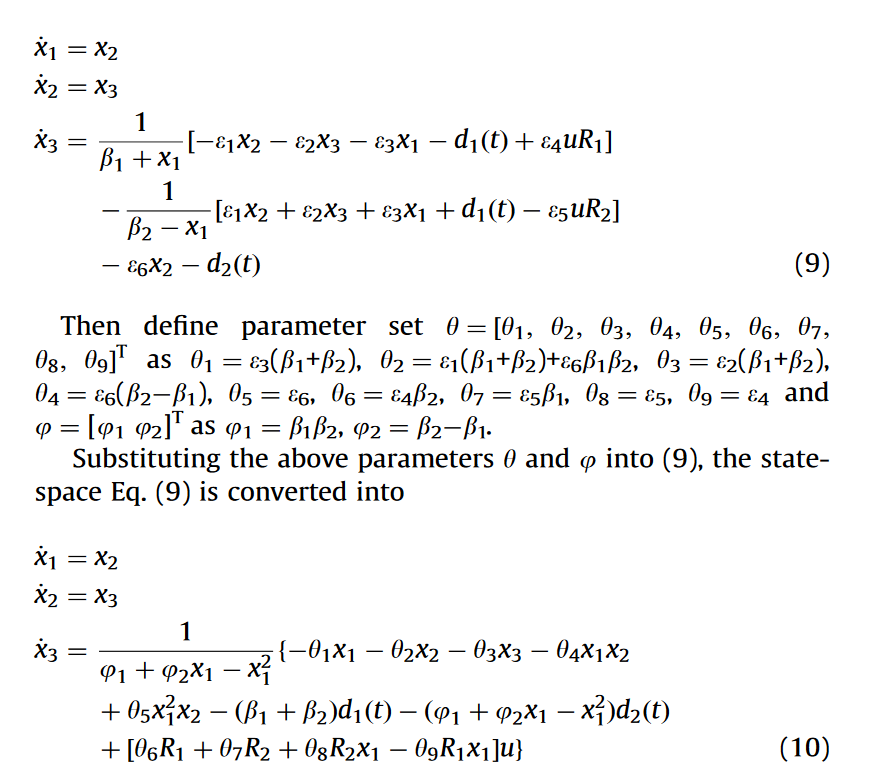 ẋ₁ = x₂
ẋ₂ = x₃
ẋ₃ = 1/(β₁ + x₁) [−ε₁x₂ − ε₂x₃ − ε₃x₁ − d₁(t) + ε₄uR₁]
− 1/(β₂ − x₁) [ε₁x₂ + ε₂x₃ + ε₃x₁ + d₁(t) − ε₅uR₂]
− ε₆x₂ − d₂(t) (9)
Then define parameter set θ = [θ₁, θ₂, θ₃, θ₄, θ₅, θ₆, θ₇,
θ₈, θ₉]ᵀ as θ₁ = ε₃(β₁+β₂), θ₂ = ε₁(β₁+β₂)+ε₆β₁β₂, θ₃ = ε₂(β₁+β₂),
θ₄ = ε₆(β₂−β₁), θ₅ = ε₆, θ₆ = ε₄β₂, θ₇ = ε₅β₁, θ₈ = ε₅, θ₉ = ε₄ and
φ = [φ₁ φ₂]ᵀ as φ₁ = β₁β₂, φ₂ = β₂−β₁.
Substituting the above parameters θ and φ into (9), the state-
space Eq. (9) is converted into
ẋ₁ = x₂
ẋ₂ = x₃
ẋ₃ = 1/(φ₁ + φ₂x₁ − x₁²) {−θ₁x₁ − θ₂x₂ − θ₃x₃ − θ₄x₁x₂
+ θ₅x₁²x₂ − (β₁ + β₂)d₁(t) − (φ₁ + φ₂x₁ − x₁²)d₂(t)
+ [θ₆R₁ + θ₇R₂ + θ₈R₂x₁ − θ₉R₁x₁]u} (10)